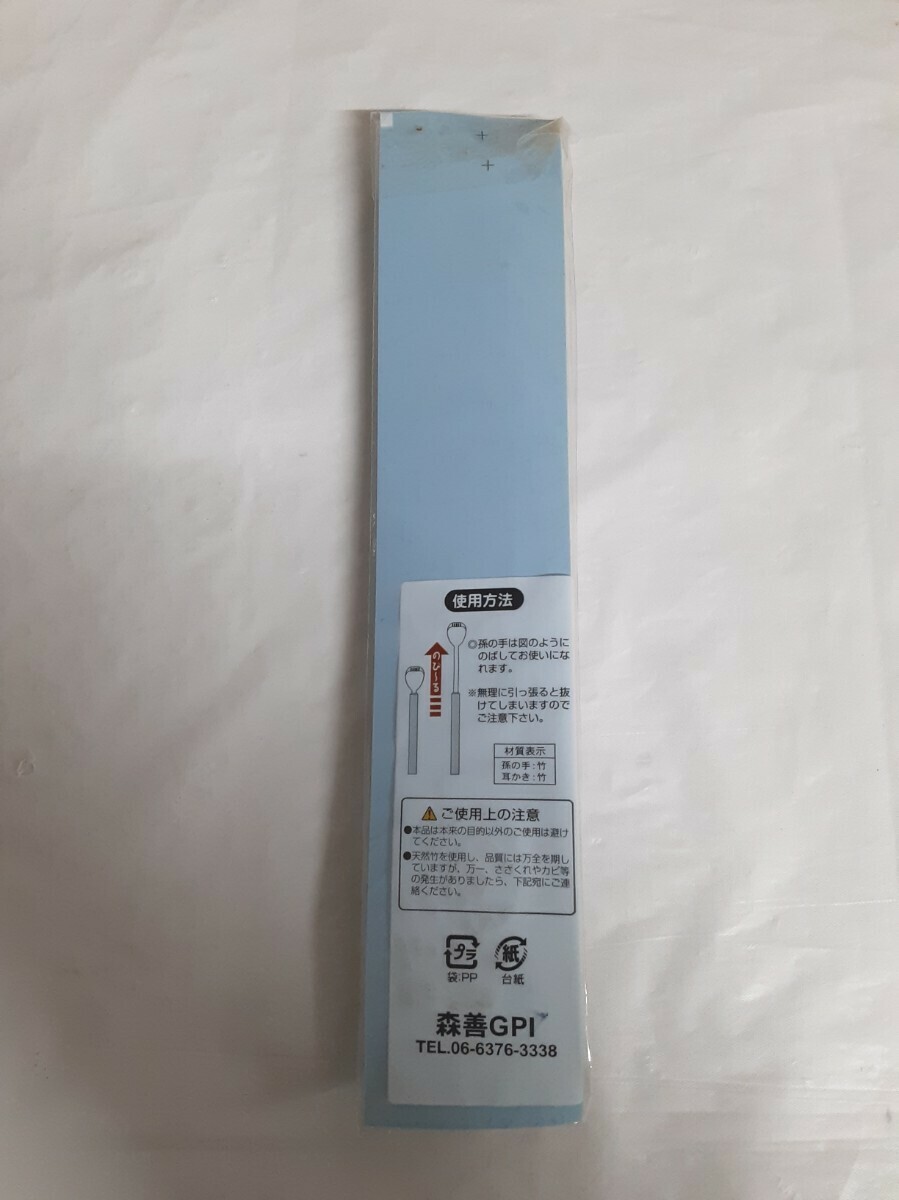 使用方法
のび〜る
◎孫の手は図のように
のばしてお使いにな
れます。
※無理に引っ張ると抜
けてしまいますので
ご注意下さい。
材質表示
孫の手:竹
耳かき:竹
ご使用上の注意
●本品は本来の目的以外のご使用は避け
てください。
●天然竹を使用し、品質には万全を期し
ていますが、万一、ささくれやカビ等
の発生がありましたら、下記宛にご連
絡ください。
プラ
袋:PP
紙
台紙
森善GPI
TEL.06-6376-3338